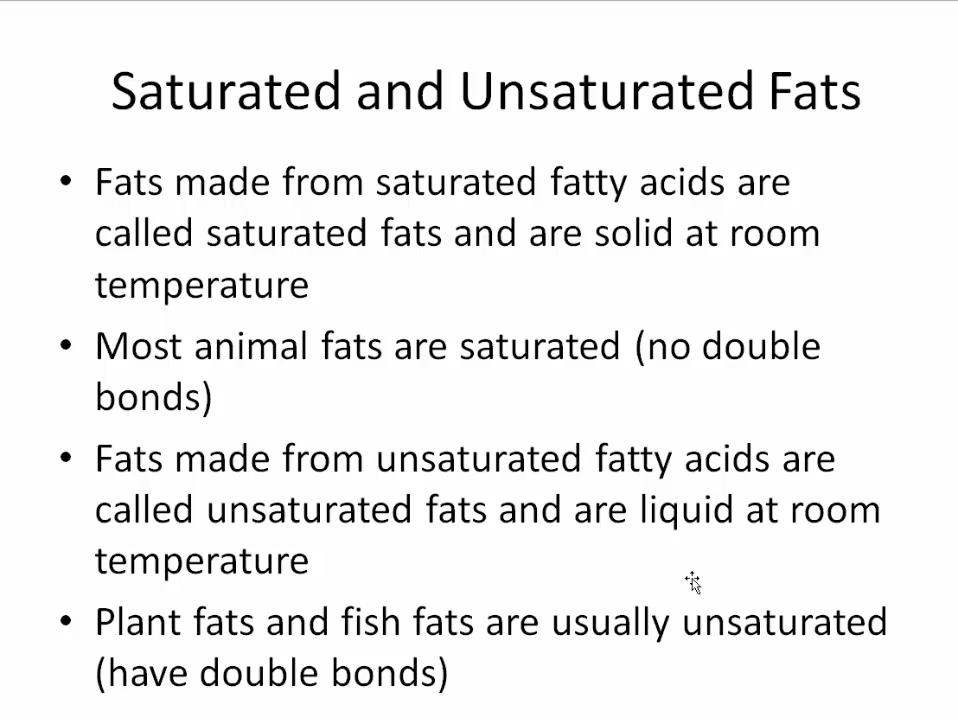 Saturated and Unsaturated Fats
• Fats made from saturated fatty acids are
called saturated fats and are solid at room
temperature
• Most animal fats are saturated (no double
bonds)
• Fats made from unsaturated fatty acids are
called unsaturated fats and are liquid at room
temperature
• Plant fats and fish fats are usually unsaturated
(have double bonds)